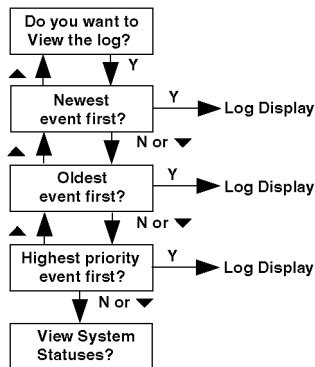 Do you want to
View the log?
Y
Newest
event first?
Y
Log Display
N or
Oldest
event first?
Y
Log Display
N or
Highest priority
event first?
Y
Log Display
N or
View System
Statuses?